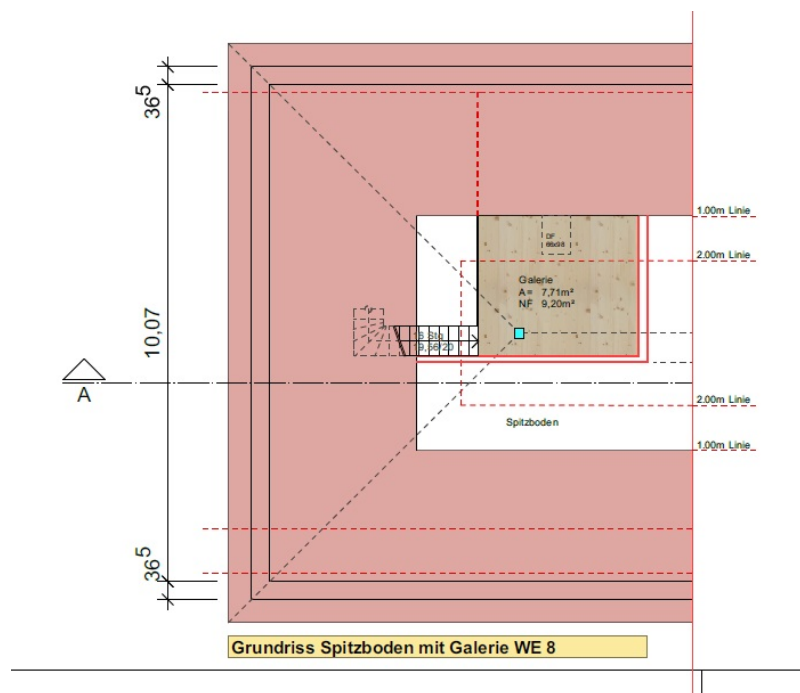 36⁵
1.00m Linie
DF
2.00m Linie
Galerie
A= 7,71m²
NF 9,20m²
10,07
A
2.00m Linie
Spitzboden
1.00m Linie
36⁵
Grundriss Spitzboden mit Galerie WE 8